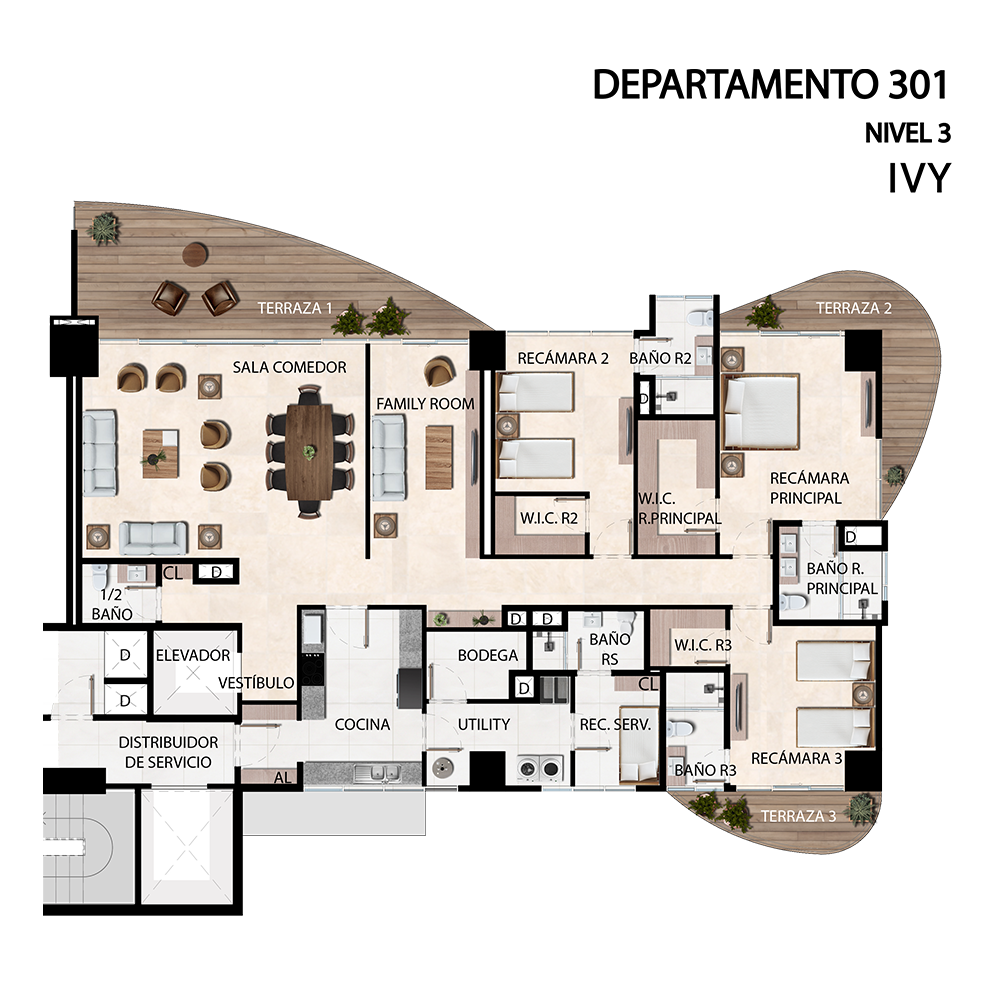 DEPARTAMENTO 301
NIVEL 3
IVY
TERRAZA 1
TERRAZA 2
SALA COMEDOR
RECÁMARA 2
BAÑO R2
FAMILY ROOM
D
RECÁMARA
PRINCIPAL
W.I.C.
R.PRINCIPAL
W.I.C. R2
D
CL
D
BAÑO R.
PRINCIPAL
1/2
BAÑO
D
D
BAÑO
RS
W.I.C. R3
D
ELEVADOR
BODEGA
VESTÍBULO
D
CL
D
COCINA
UTILITY
REC. SERV.
DISTRIBUIDOR
DE SERVICIO
AL
BAÑO R3
RECÁMARA 3
TERRAZA 3